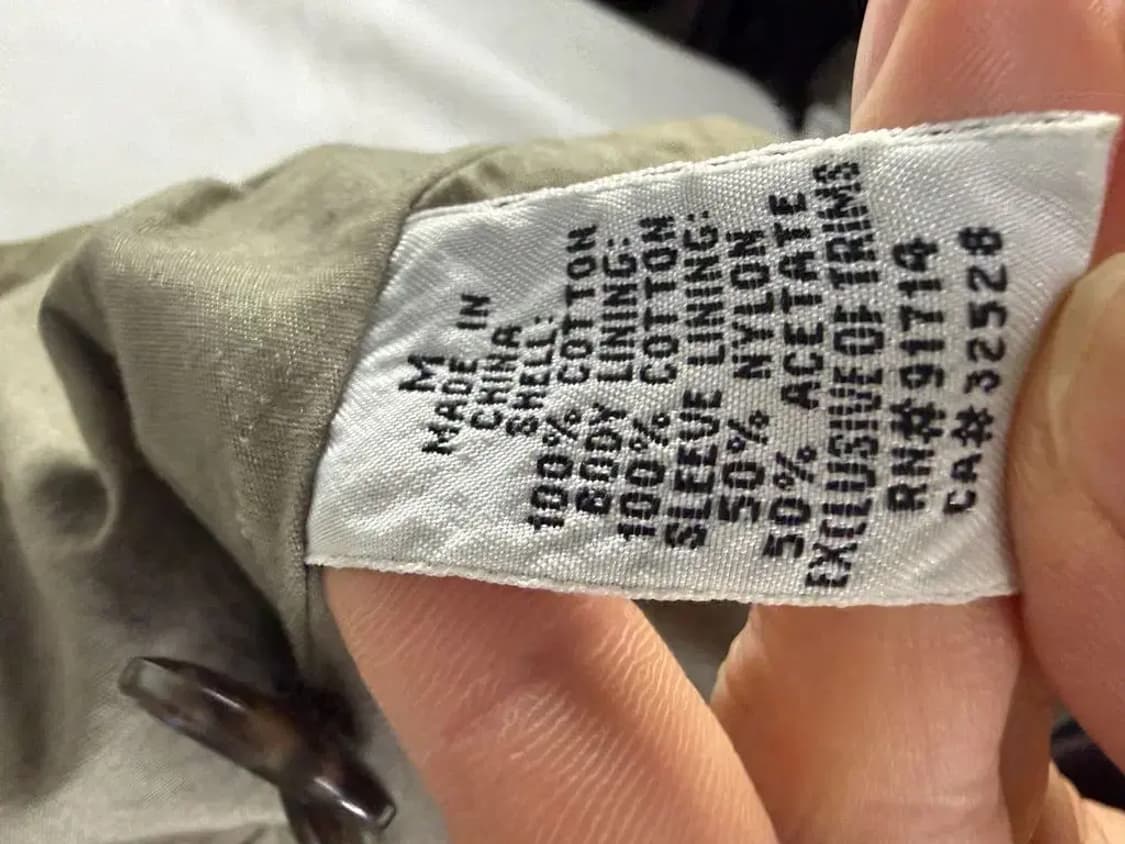 M
MADE IN
CHINA
SHELL:
100% COTTON
BODY LINING:
100% COTTON
SLEEVE LINING:
50% NYLON
50% ACETATE
EXCLUSIVE OF TRIMS
RN# 91714
CA# 32528